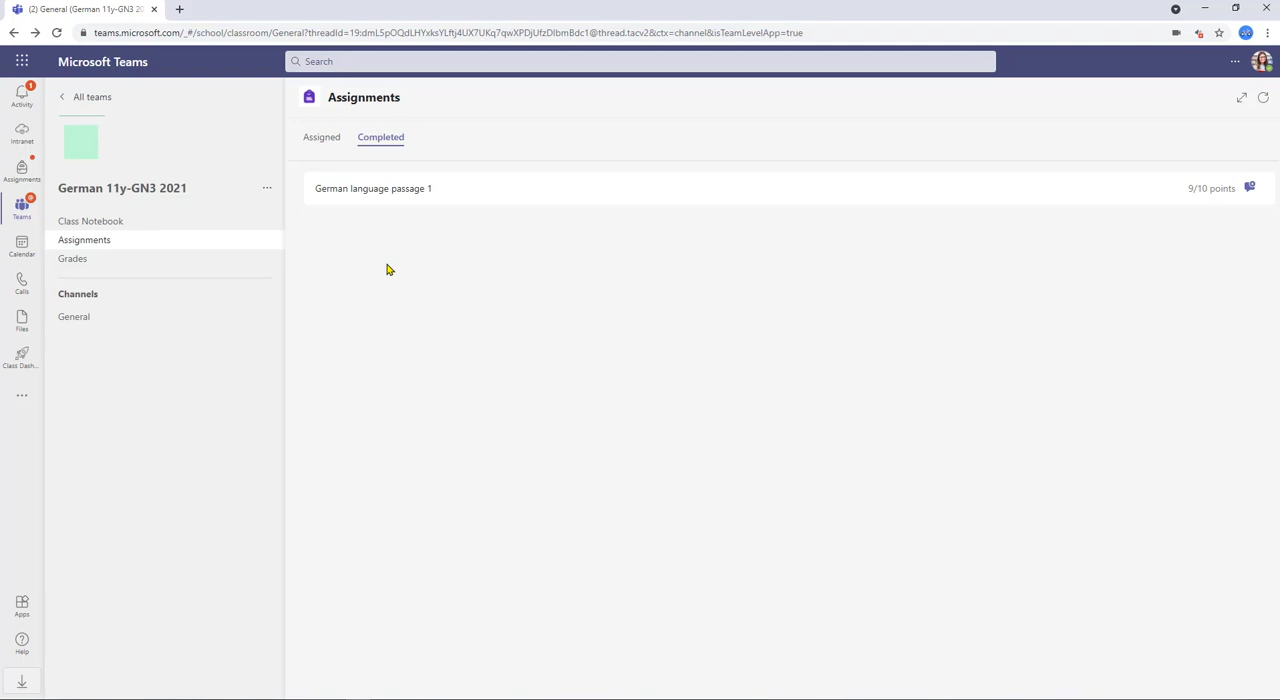 (2) General (German 11y-GN3 20
teams.microsoft.com/_#/school/classroom/General?threadId=19:dmL5pOQdLHYxksYLftj4UX7UKq7qwXPDjUfzDlbmBdc1@thread.tacv2&ctx=channel&isTeamLevelApp=true
Microsoft Teams
Search
Activity
1
Intranet
Assignments
Teams
@
Calendar
Calls
Files
Class Dash...
Apps
Help
All teams
German 11y-GN3 2021
Class Notebook
Assignments
Grades
Channels
General
Assignments
Assigned
Completed
German language passage 1
9/10 points